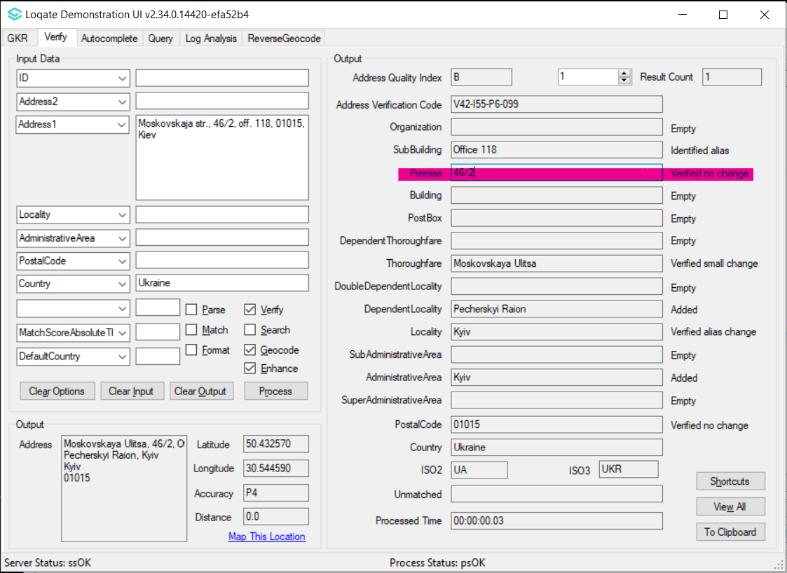 Loqate Demonstration UI v2.34.0.14420-efa52b4
GKR Verify Autocomplete Query Log Analysis ReverseGeocode
Input Data
ID
Address2
Address1 Moskovskaja str., 46/2, off. 118, 01015,
Kiev
Locality
AdministrativeArea
PostalCode
Country Ukraine
Parse Verify
MatchScoreAbsoluteTl Match Search
DefaultCountry Format Geocode
Enhance
Clear Options Clear Input Clear Output Process
Output
Address Moskovskaya Ulitsa, 46/2, O
Pecherskyi Raion, Kyiv
Kyiv
01015
Latitude 50.432570
Longitude 30.544590
Accuracy P4
Distance 0.0
Map This Location
Output
Address Quality Index B 1 Result Count 1
Address Verification Code V42-I55-P6-099
Organization Empty
SubBuilding Office 118 Identified alias
Premise 46/2 Verified no change
Building Empty
PostBox Empty
DependentThoroughfare Empty
Thoroughfare Moskovskaya Ulitsa Verified small change
DoubleDependentLocality Empty
DependentLocality Pecherskyi Raion Added
Locality Kyiv Verified alias change
SubAdministrativeArea Empty
AdministrativeArea Kyiv Added
SuperAdministrativeArea Empty
PostalCode 01015 Verified no change
Country Ukraine
ISO2 UA ISO3 UKR
Unmatched
Processed Time 00:00:00.03
Shortcuts
View All
To Clipboard
Server Status: ssOK Process Status: psOK